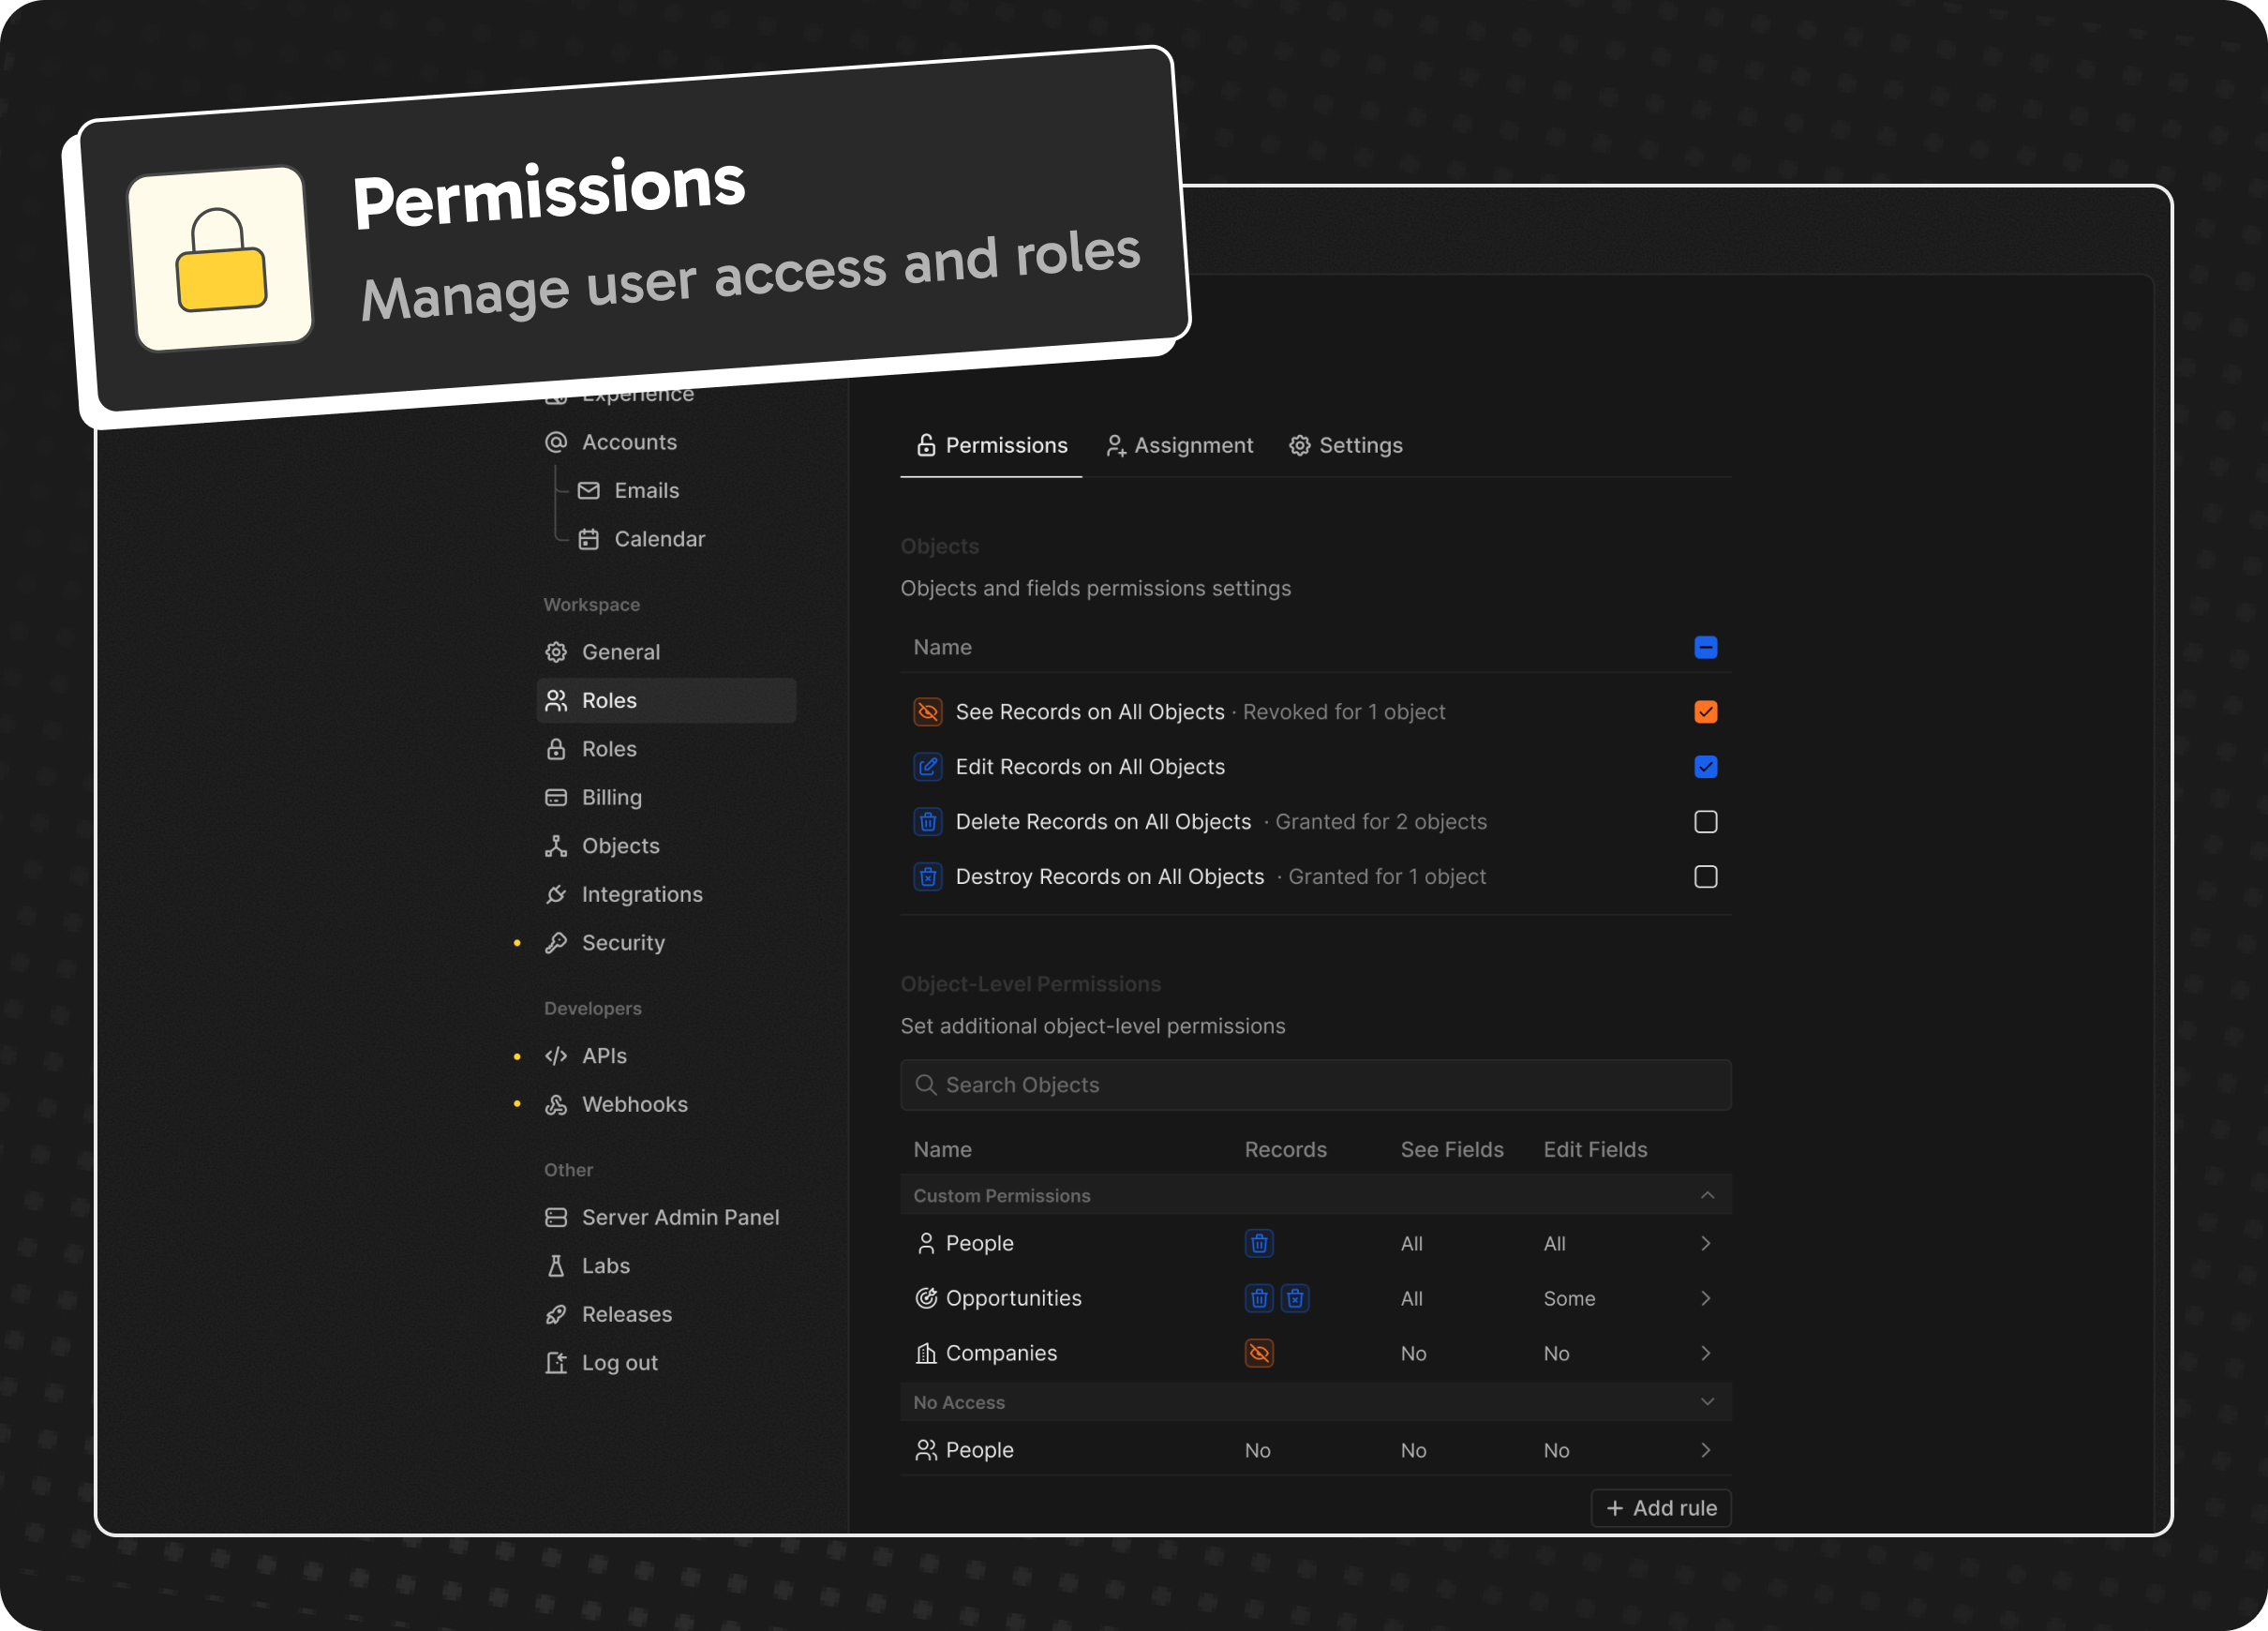 Permissions
Manage user access and roles
Experience
Accounts
Emails
Calendar
Workspace
General
Roles
Roles
Billing
Objects
Integrations
Security
Developers
APIs
Webhooks
Other
Server Admin Panel
Labs
Releases
Log out
Permissions Assignment Settings
Objects
Objects and fields permissions settings
Name
See Records on All Objects · Revoked for 1 object
Edit Records on All Objects
Delete Records on All Objects · Granted for 2 objects
Destroy Records on All Objects · Granted for 1 object
Object-Level Permissions
Set additional object-level permissions
Search Objects
Name Records See Fields Edit Fields
Custom Permissions
People All All
Opportunities All Some
Companies No No
No Access
People No No No
+ Add rule